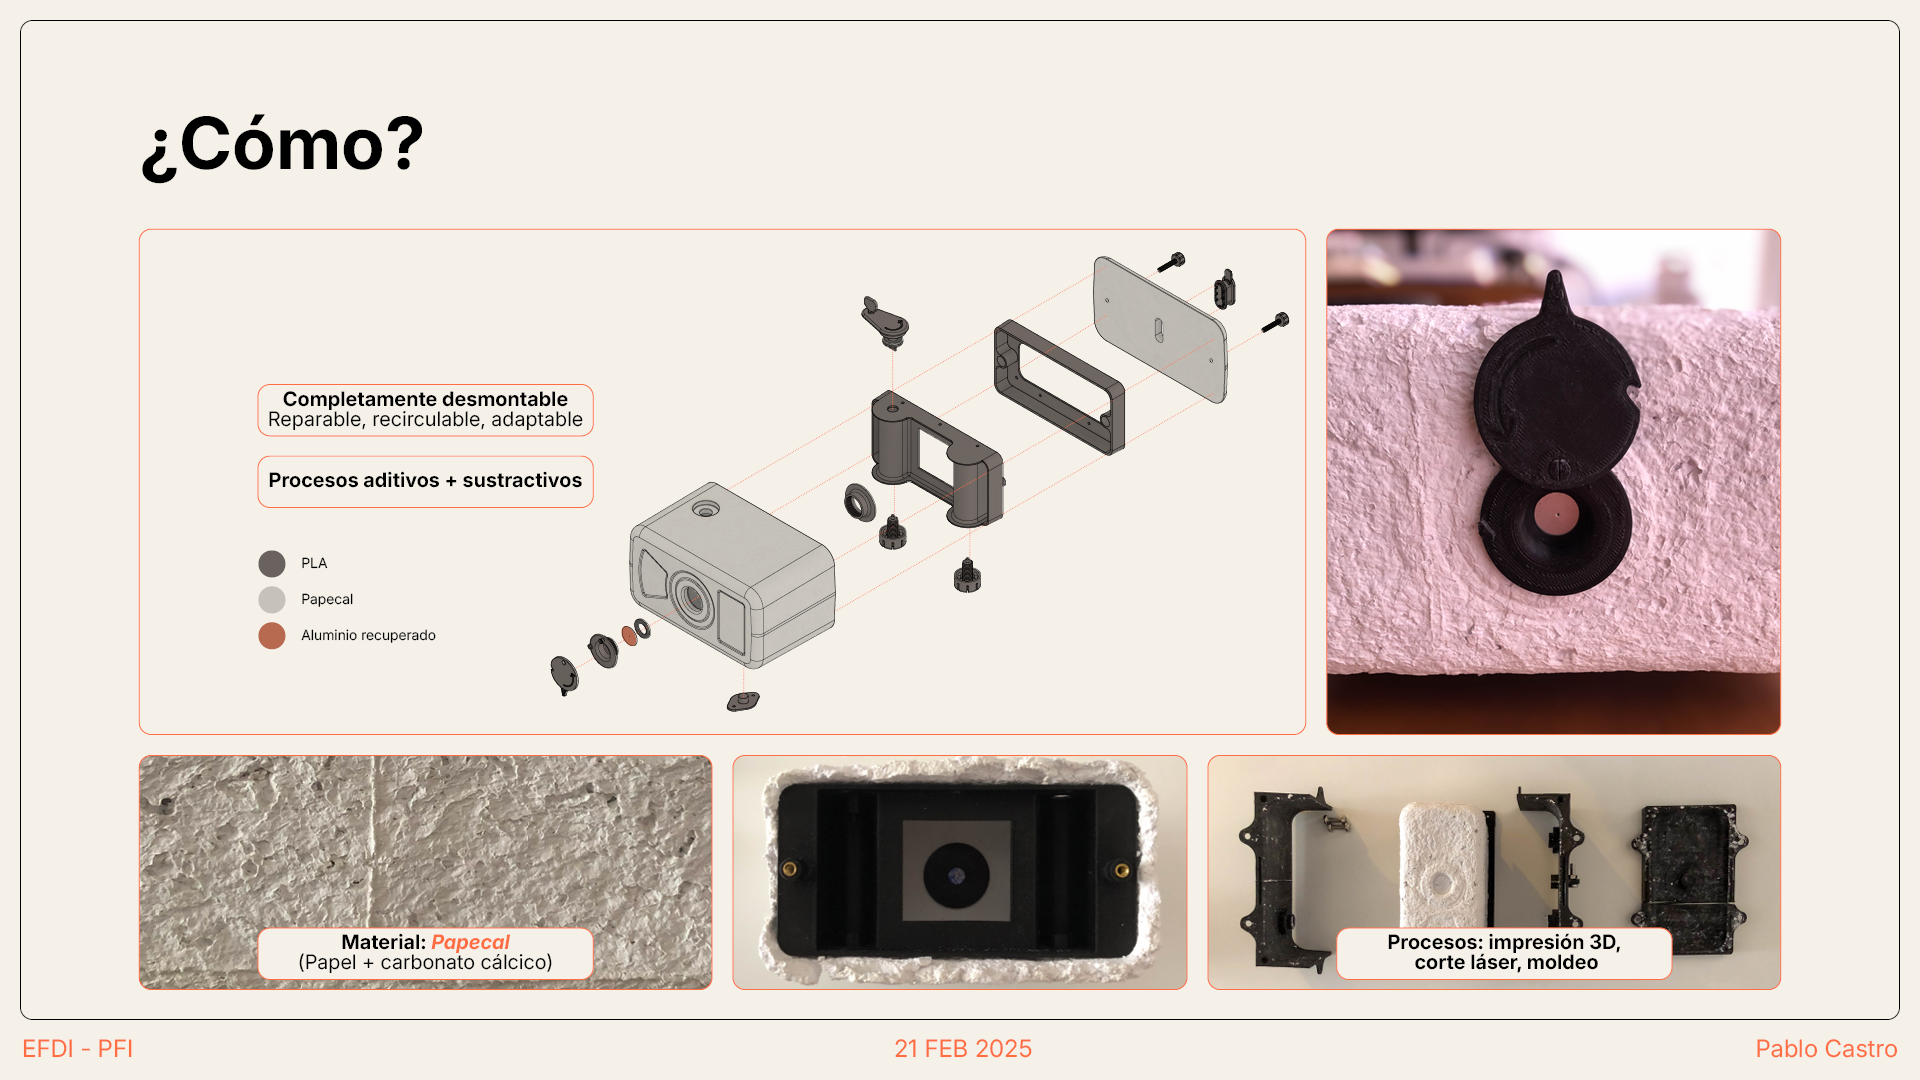 ¿Cómo?
Completamente desmontable
Reparable, recirculable, adaptable
Procesos aditivos + sustractivos
PLA
Papecal
Aluminio recuperado
Material: Papecal
(Papel + carbonato cálcico)
Procesos: impresión 3D,
corte láser, moldeo
EFDI - PFI
21 FEB 2025
Pablo Castro